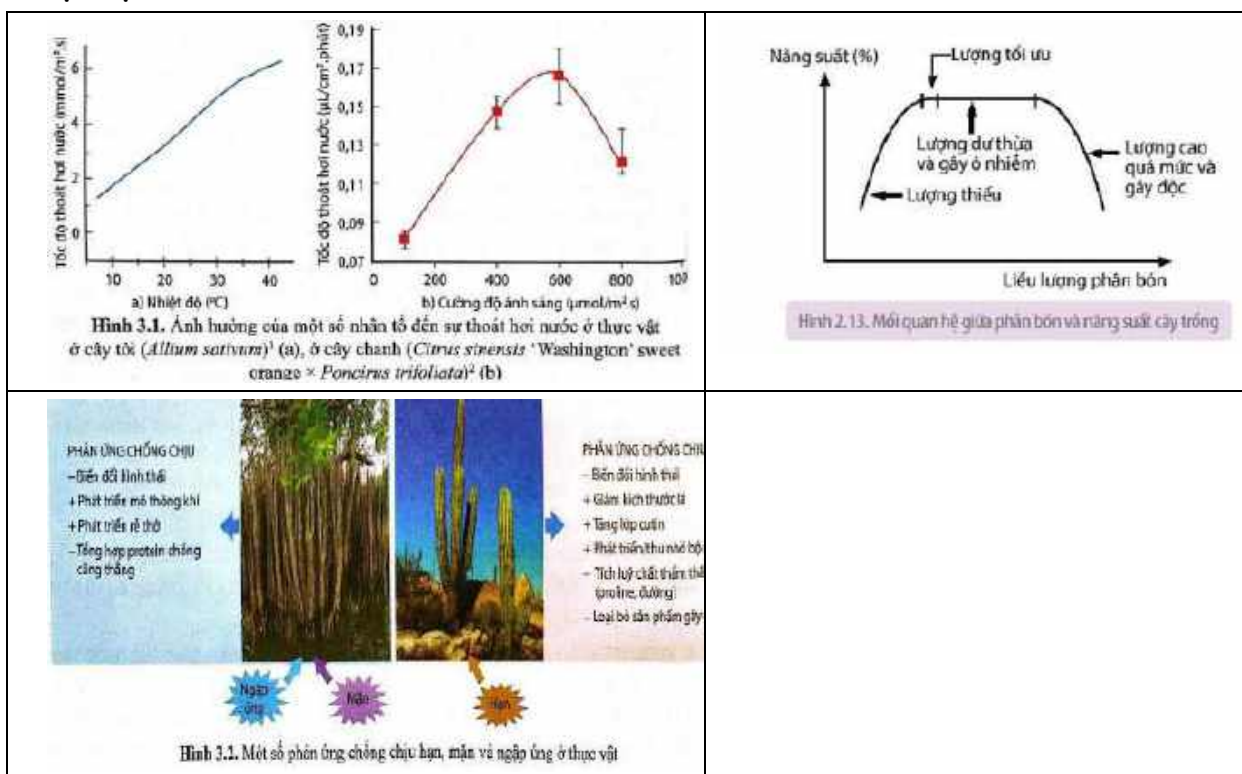 Tốc độ thoát hơi nước (mmol/m².s)
6
4
2
0
10 20 30 40
a) Nhiệt độ (ºC)
Tốc độ thoát hơi nước (µL/cm².phút)
0,19
0,17
0,15
0,13
0,11
0,09
0,07
0 200 400 600 800
b) Cường độ ánh sáng (µmol/m² s)
Hình 3.1. Ảnh hưởng của một số nhân tố đến sự thoát hơi nước ở thực vật
ở cây tỏi (Allium sativum)¹ (a), ở cây chanh (Citrus sinensis 'Washington' sweet
orange × Poncirus trifoliata)² (b)
Năng suất (%)
Lượng tối ưu
Lượng dư thừa
và gây ô nhiễm
Lượng cao
quá mức và
gây độc
Lượng thiếu
Liều lượng phân bón
Hình 2.13. Mối quan hệ giữa phân bón và năng suất cây trồng
PHẢN ỨNG CHỐNG CHỊU
– Biến đổi hình thái
+ Phát triển mô thông khí
+ Phát triển rễ thở
– Tổng hợp protein chống
căng thẳng
PHẢN ỨNG CHỐNG CHỊ
– Biến đổi hình thái
+ Giảm kích thước lá
+ Tăng lớp cutin
+ Phát triển/thu nhỏ bộ
– Tích luỹ chất thẩm th
(proline, đường)
– Loại bỏ sản phẩm gây
Ngập
úng
Mặn
Hạn
Hình 3.2. Một số phản ứng chống chịu hạn, mặn và ngập úng ở thực vật